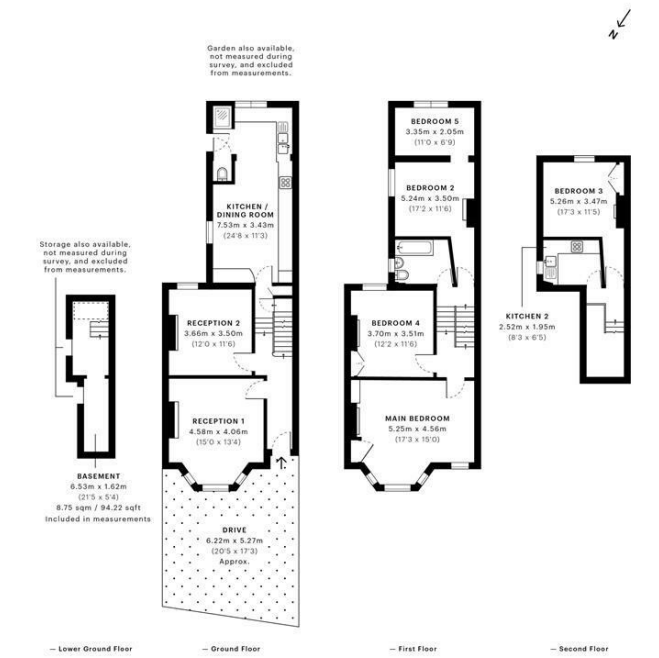 N
Garden also available,
not measured during
survey, and excluded
from measurements.
BEDROOM 5
3.35m x 2.05m
(11'0 x 6'9)
BEDROOM 2
5.24m x 3.50m
(17'2 x 11'6)
BEDROOM 3
5.26m x 3.47m
(17'3 x 11'5)
KITCHEN /
DINING ROOM
7.53m x 3.43m
(24'8 x 11'3)
Storage also available,
not measured during
survey, and excluded
from measurements.
KITCHEN 2
2.52m x 1.95m
(8'3 x 6'5)
RECEPTION 2
3.66m x 3.50m
(12'0 x 11'6)
BEDROOM 4
3.70m x 3.51m
(12'2 x 11'6)
RECEPTION 1
4.58m x 4.06m
(15'0 x 13'4)
MAIN BEDROOM
5.25m x 4.56m
(17'3 x 15'0)
BASEMENT
6.53m x 1.62m
(21'5 x 5'4)
8.75 sqm / 94.22 sqft
Included in measurements
DRIVE
6.22m x 5.27m
(20'5 x 17'3)
Approx.
— Lower Ground Floor
— Ground Floor
— First Floor
— Second Floor